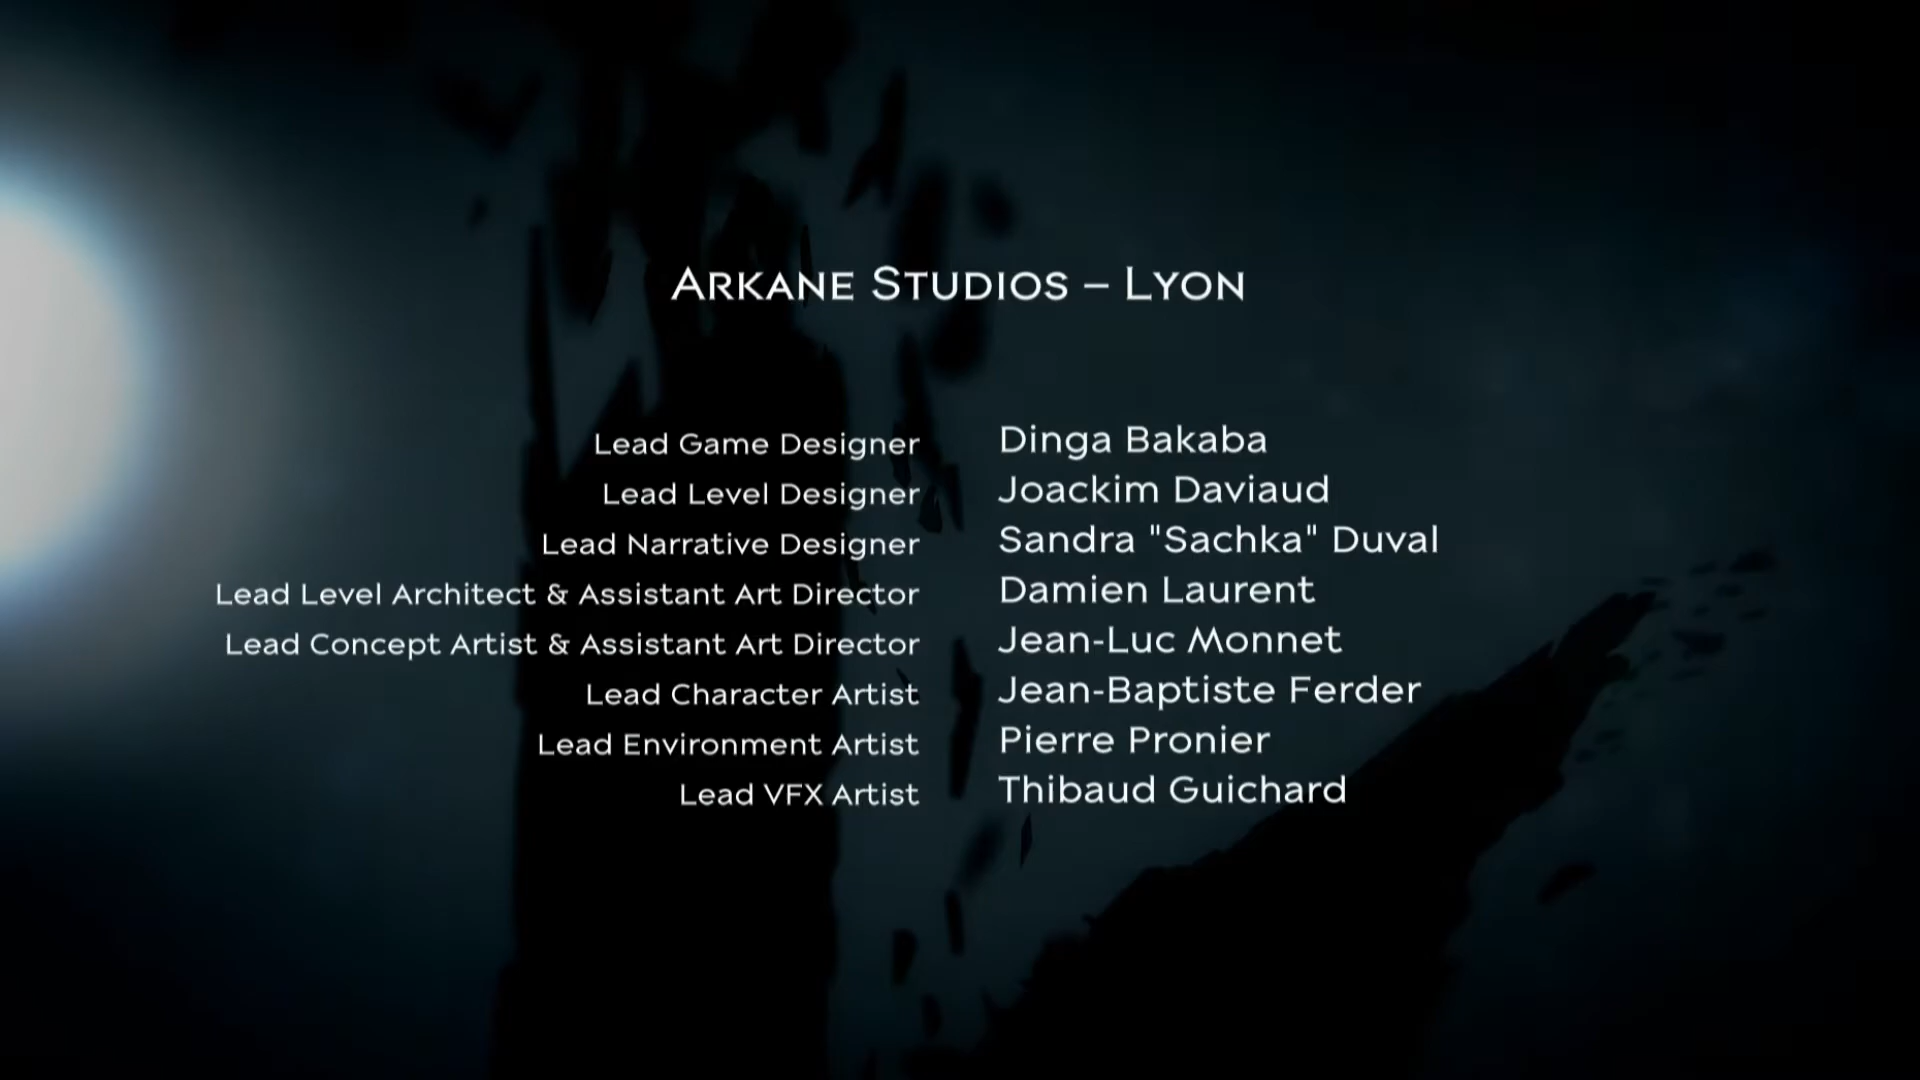 Arkane Studios – Lyon
Lead Game Designer Dinga Bakaba
Lead Level Designer Joackim Daviaud
Lead Narrative Designer Sandra "Sachka" Duval
Lead Level Architect & Assistant Art Director Damien Laurent
Lead Concept Artist & Assistant Art Director Jean-Luc Monnet
Lead Character Artist Jean-Baptiste Ferder
Lead Environment Artist Pierre Pronier
Lead VFX Artist Thibaud Guichard